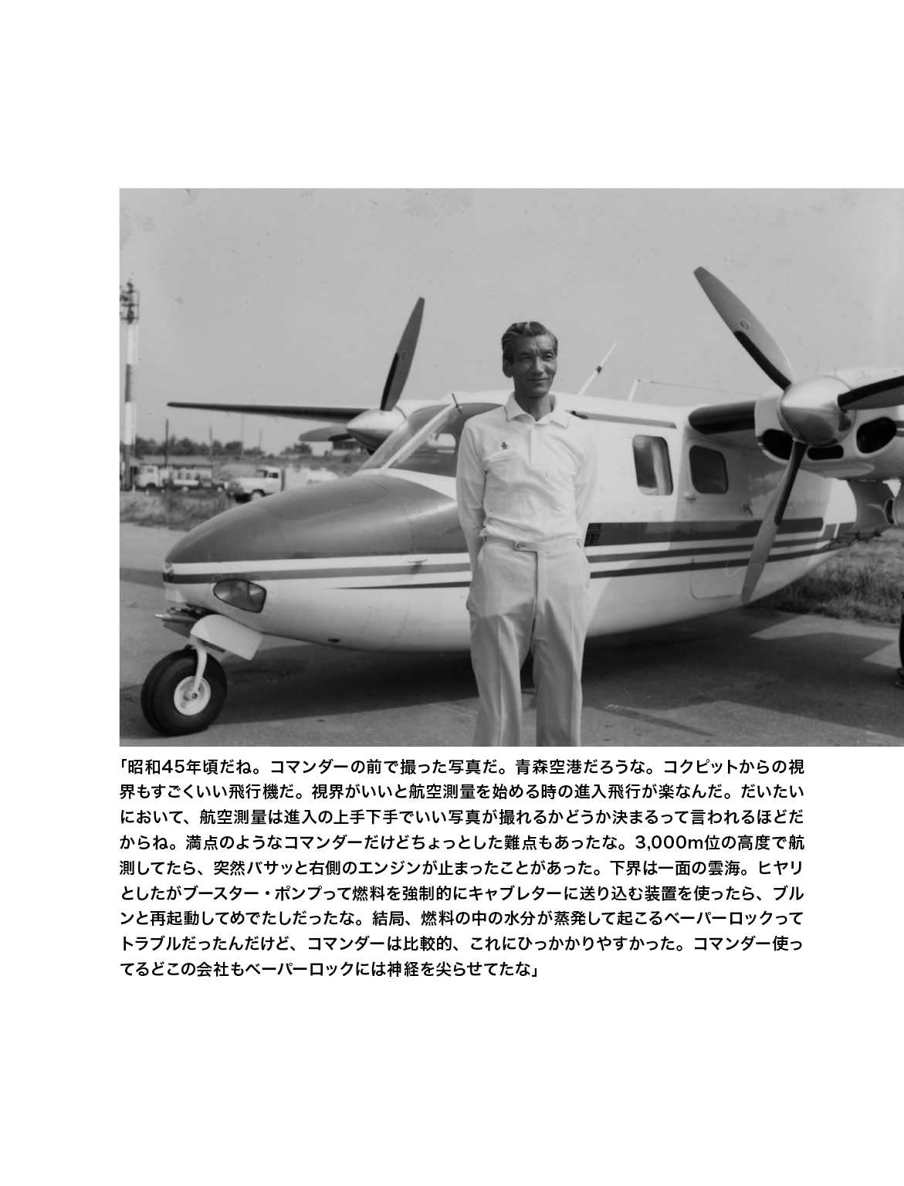 「昭和45年頃だね。コマンダーの前で撮った写真だ。青森空港だろうな。コクピットからの視
界もすごくいい飛行機だ。視界がいいと航空測量を始める時の進入飛行が楽なんだ。だいたい
において、航空測量は進入の上手下手でいい写真が撮れるかどうか決まるって言われるほどだ
からね。満点のようなコマンダーだけどちょっとした難点もあったな。3,000m位の高度で航
測してたら、突然バサッと右側のエンジンが止まったことがあった。下界は一面の雲海。ヒヤリ
としたがブースター・ポンプって燃料を強制的にキャブレターに送り込む装置を使ったら、ブル
ンと再起動してめでたしだったな。結局、燃料の中の水分が蒸発して起こるベーパーロックって
トラブルだったんだけど、コマンダーは比較的、これにひっかかりやすかった。コマンダー使っ
てるどこの会社もベーパーロックには神経を尖らせてたな」